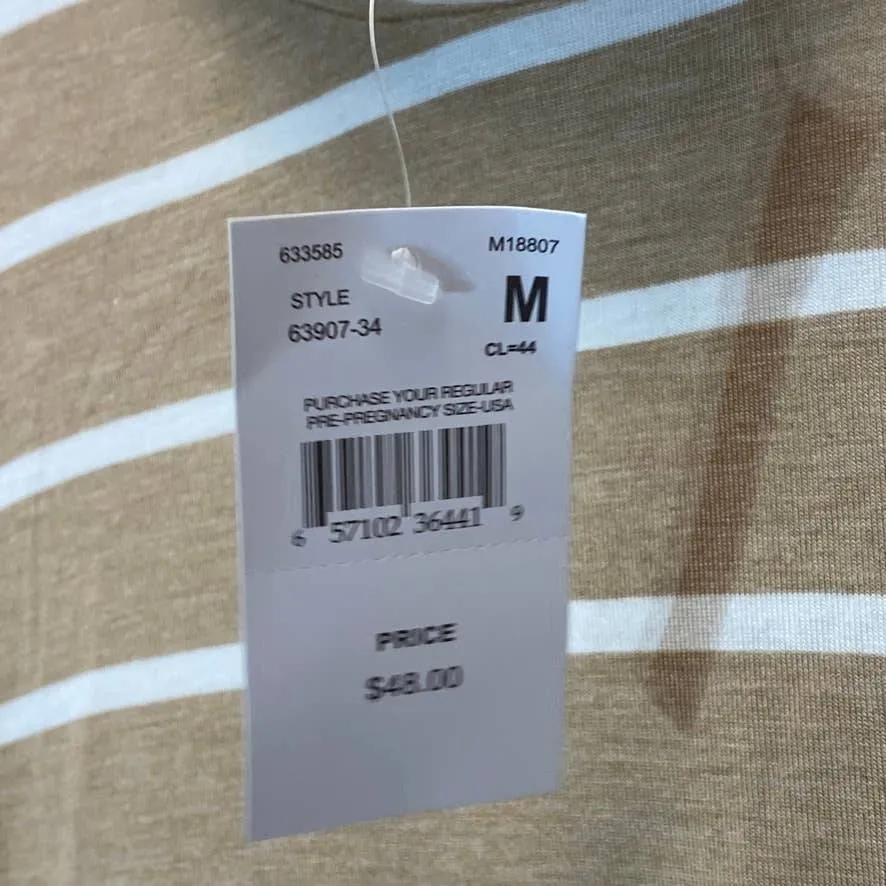 633585 M18807
STYLE M
63907-34
CL=44
PURCHASE YOUR REGULAR
PRE-PREGNANCY SIZE-USA
6 57102 36441 9
PRICE
$48.00